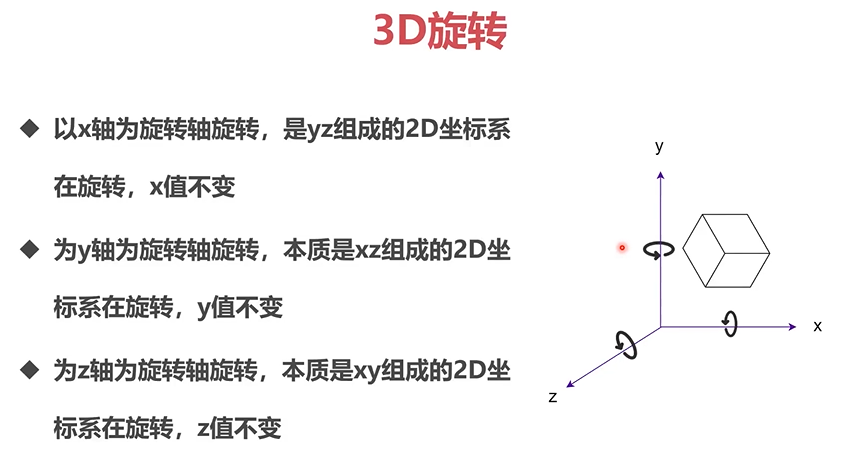 3D旋转
◆ 以x轴为旋转轴旋转，是yz组成的2D坐标系
在旋转，x值不变
◆ 为y轴为旋转轴旋转，本质是xz组成的2D坐
标系在旋转，y值不变
◆ 为z轴为旋转轴旋转，本质是xy组成的2D坐
标系在旋转，z值不变
y
x
z